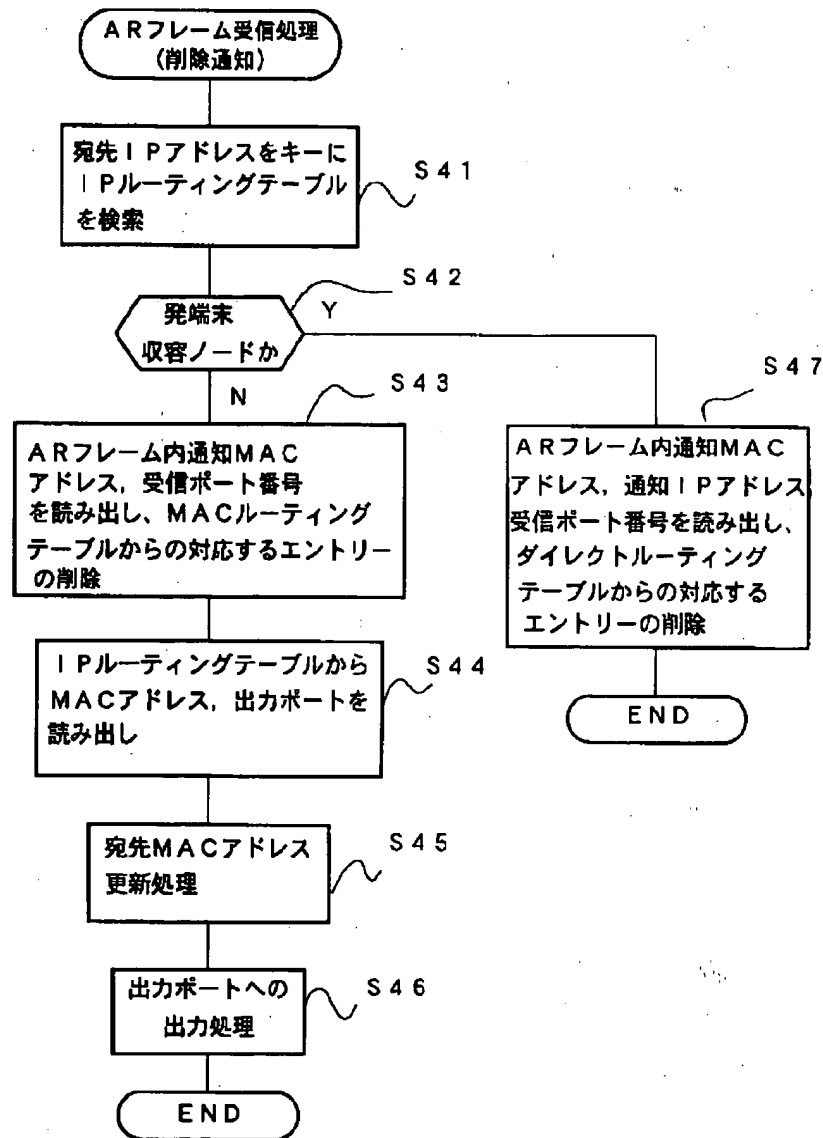 ARフレーム受信処理
(削除通知)
宛先IPアドレスをキーに
IPルーティングテーブル
を検索
S41
発端末
収容ノードか
S42
Y
N
S43
ARフレーム内通知MAC
アドレス,受信ポート番号
を読み出し、MACルーティング
テーブルからの対応するエントリー
の削除
S47
ARフレーム内通知MAC
アドレス,通知IPアドレス
受信ポート番号を読み出し、
ダイレクトルーティング
テーブルからの対応する
エントリーの削除
END
IPルーティングテーブルから
MACアドレス,出力ポートを
読み出し
S44
宛先MACアドレス
更新処理
S45
出力ポートへの
出力処理
S46
END